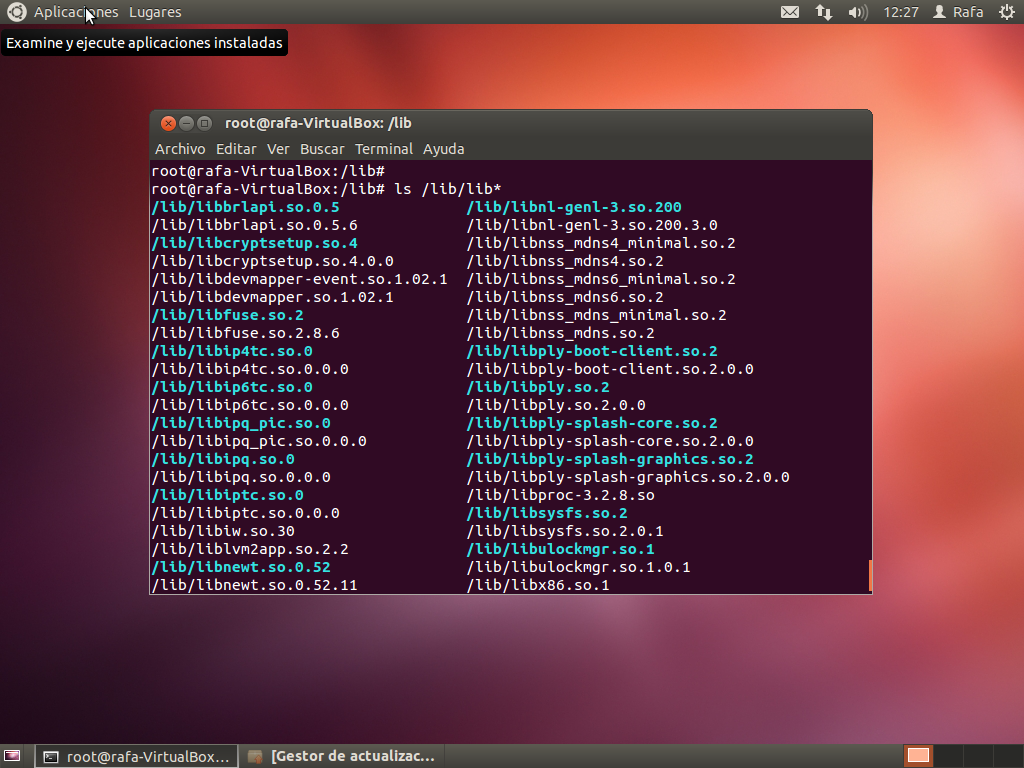 Aplicaciones Lugares 12:27 Rafa
Examine y ejecute aplicaciones instaladas
root@rafa-VirtualBox: /lib
Archivo Editar Ver Buscar Terminal Ayuda
root@rafa-VirtualBox:/lib#
root@rafa-VirtualBox:/lib# ls /lib/lib*
/lib/libbrlapi.so.0.5 /lib/libnl-genl-3.so.200
/lib/libbrlapi.so.0.5.6 /lib/libnl-genl-3.so.200.3.0
/lib/libcryptsetup.so.4 /lib/libnss_mdns4_minimal.so.2
/lib/libcryptsetup.so.4.0.0 /lib/libnss_mdns4.so.2
/lib/libdevmapper-event.so.1.02.1 /lib/libnss_mdns6_minimal.so.2
/lib/libdevmapper.so.1.02.1 /lib/libnss_mdns6.so.2
/lib/libfuse.so.2 /lib/libnss_mdns_minimal.so.2
/lib/libfuse.so.2.8.6 /lib/libnss_mdns.so.2
/lib/libip4tc.so.0 /lib/libply-boot-client.so.2
/lib/libip4tc.so.0.0.0 /lib/libply-boot-client.so.2.0.0
/lib/libip6tc.so.0 /lib/libply.so.2
/lib/libip6tc.so.0.0.0 /lib/libply.so.2.0.0
/lib/libipq_pic.so.0 /lib/libply-splash-core.so.2
/lib/libipq_pic.so.0.0.0 /lib/libply-splash-core.so.2.0.0
/lib/libipq.so.0 /lib/libply-splash-graphics.so.2
/lib/libipq.so.0.0.0 /lib/libply-splash-graphics.so.2.0.0
/lib/libiptc.so.0 /lib/libproc-3.2.8.so
/lib/libiptc.so.0.0.0 /lib/libsysfs.so.2
/lib/libiw.so.30 /lib/libsysfs.so.2.0.1
/lib/liblvm2app.so.2.2 /lib/libulockmgr.so.1
/lib/libnewt.so.0.52 /lib/libulockmgr.so.1.0.1
/lib/libnewt.so.0.52.11 /lib/libx86.so.1
root@rafa-VirtualBox... [Gestor de actualizac...